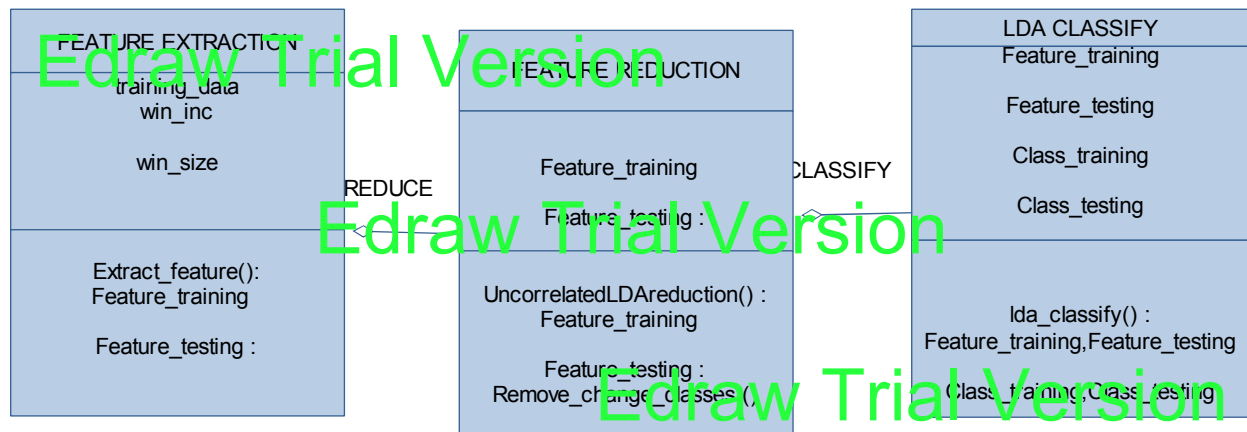 FEATURE EXTRACTION
training_data
win_inc
win_size
Extract_feature():
Feature_training
Feature_testing :
REDUCE
FEATURE REDUCTION
Feature_training
Feature_testing :
UncorrelatedLDAreduction() :
Feature_training
Feature_testing :
Remove_change_classes()
CLASSIFY
LDA CLASSIFY
Feature_training
Feature_testing
Class_training
Class_testing
lda_classify() :
Feature_training,Feature_testing
Class_training,Class_testing
Edraw Trial Version
Edraw Trial Version
Edraw Trial Version